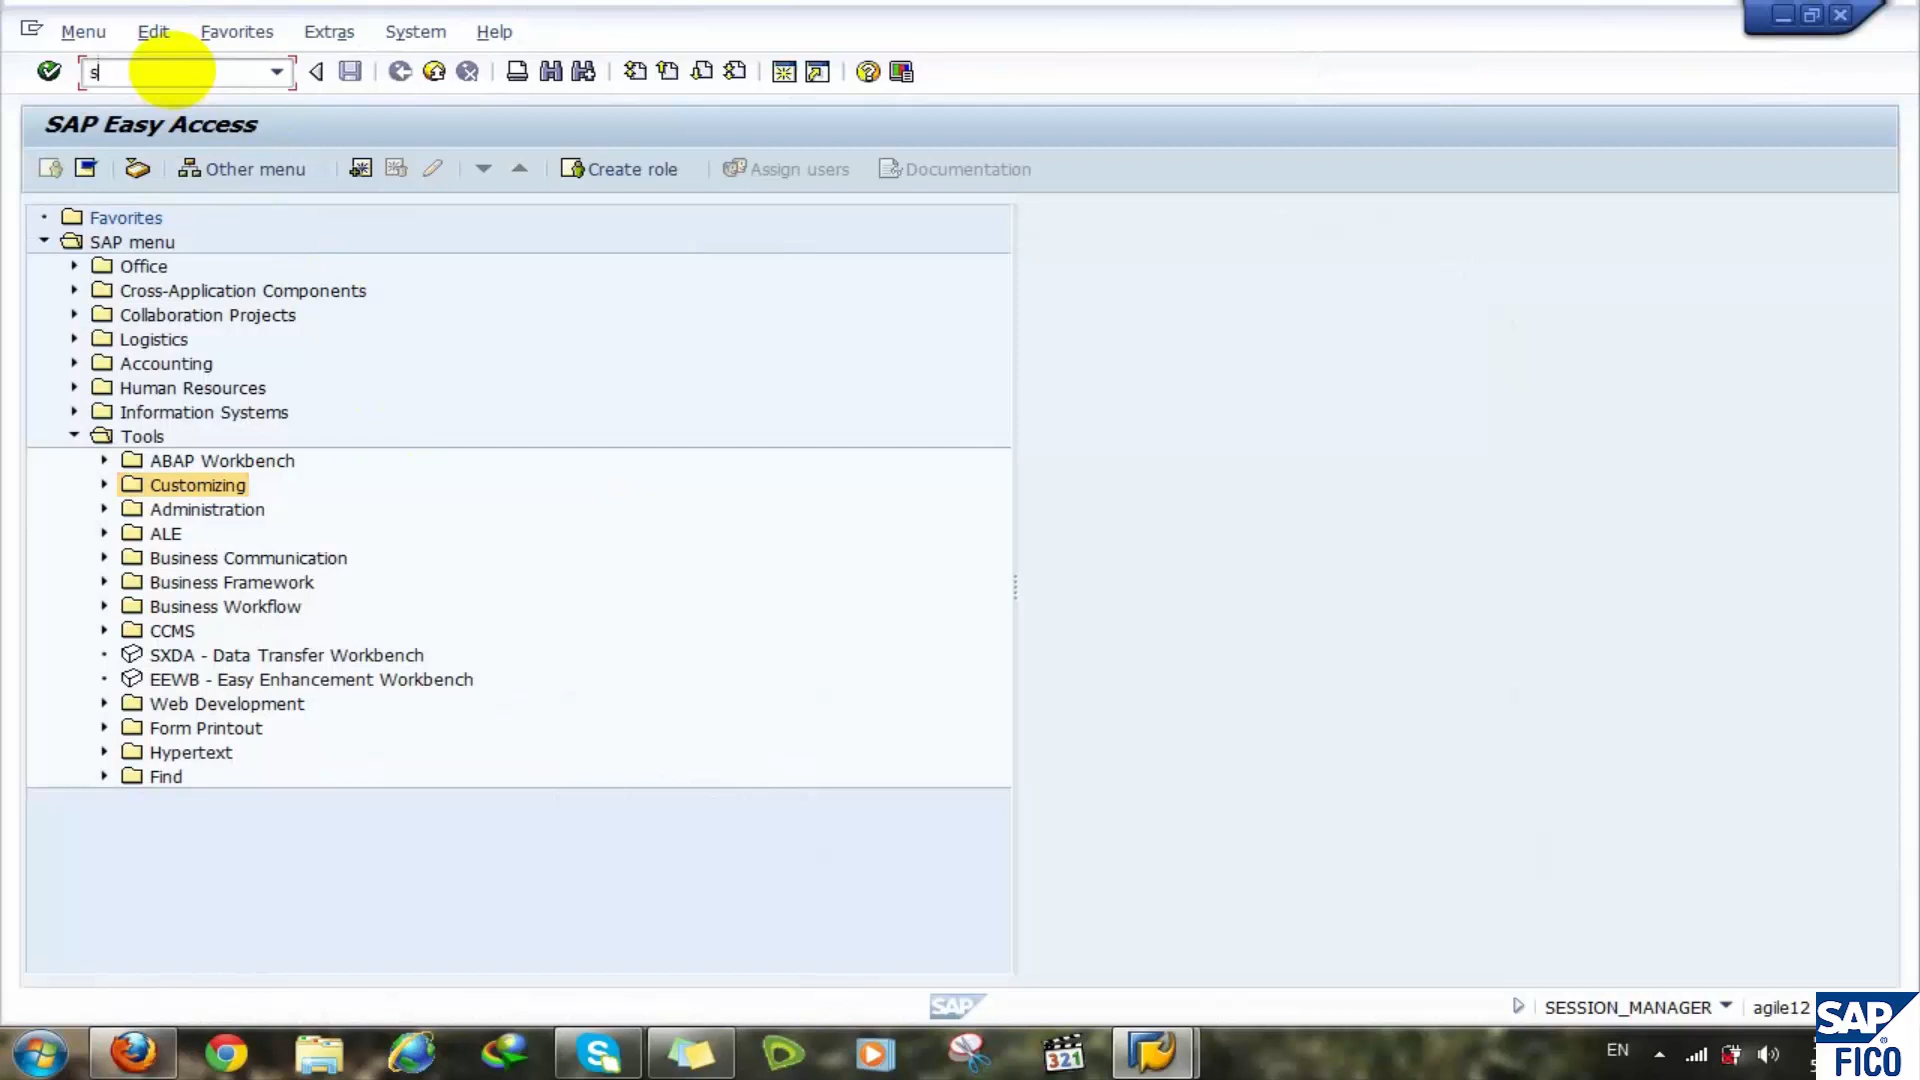 Menu Edit Favorites Extras System Help
s
SAP Easy Access
Other menu Create role Assign users Documentation
Favorites
SAP menu
Office
Cross-Application Components
Collaboration Projects
Logistics
Accounting
Human Resources
Information Systems
Tools
ABAP Workbench
Customizing
Administration
ALE
Business Communication
Business Framework
Business Workflow
CCMS
SXDA - Data Transfer Workbench
EEWB - Easy Enhancement Workbench
Web Development
Form Printout
Hypertext
Find
SAP
SESSION_MANAGER agile12
SAP
FICO
321
EN